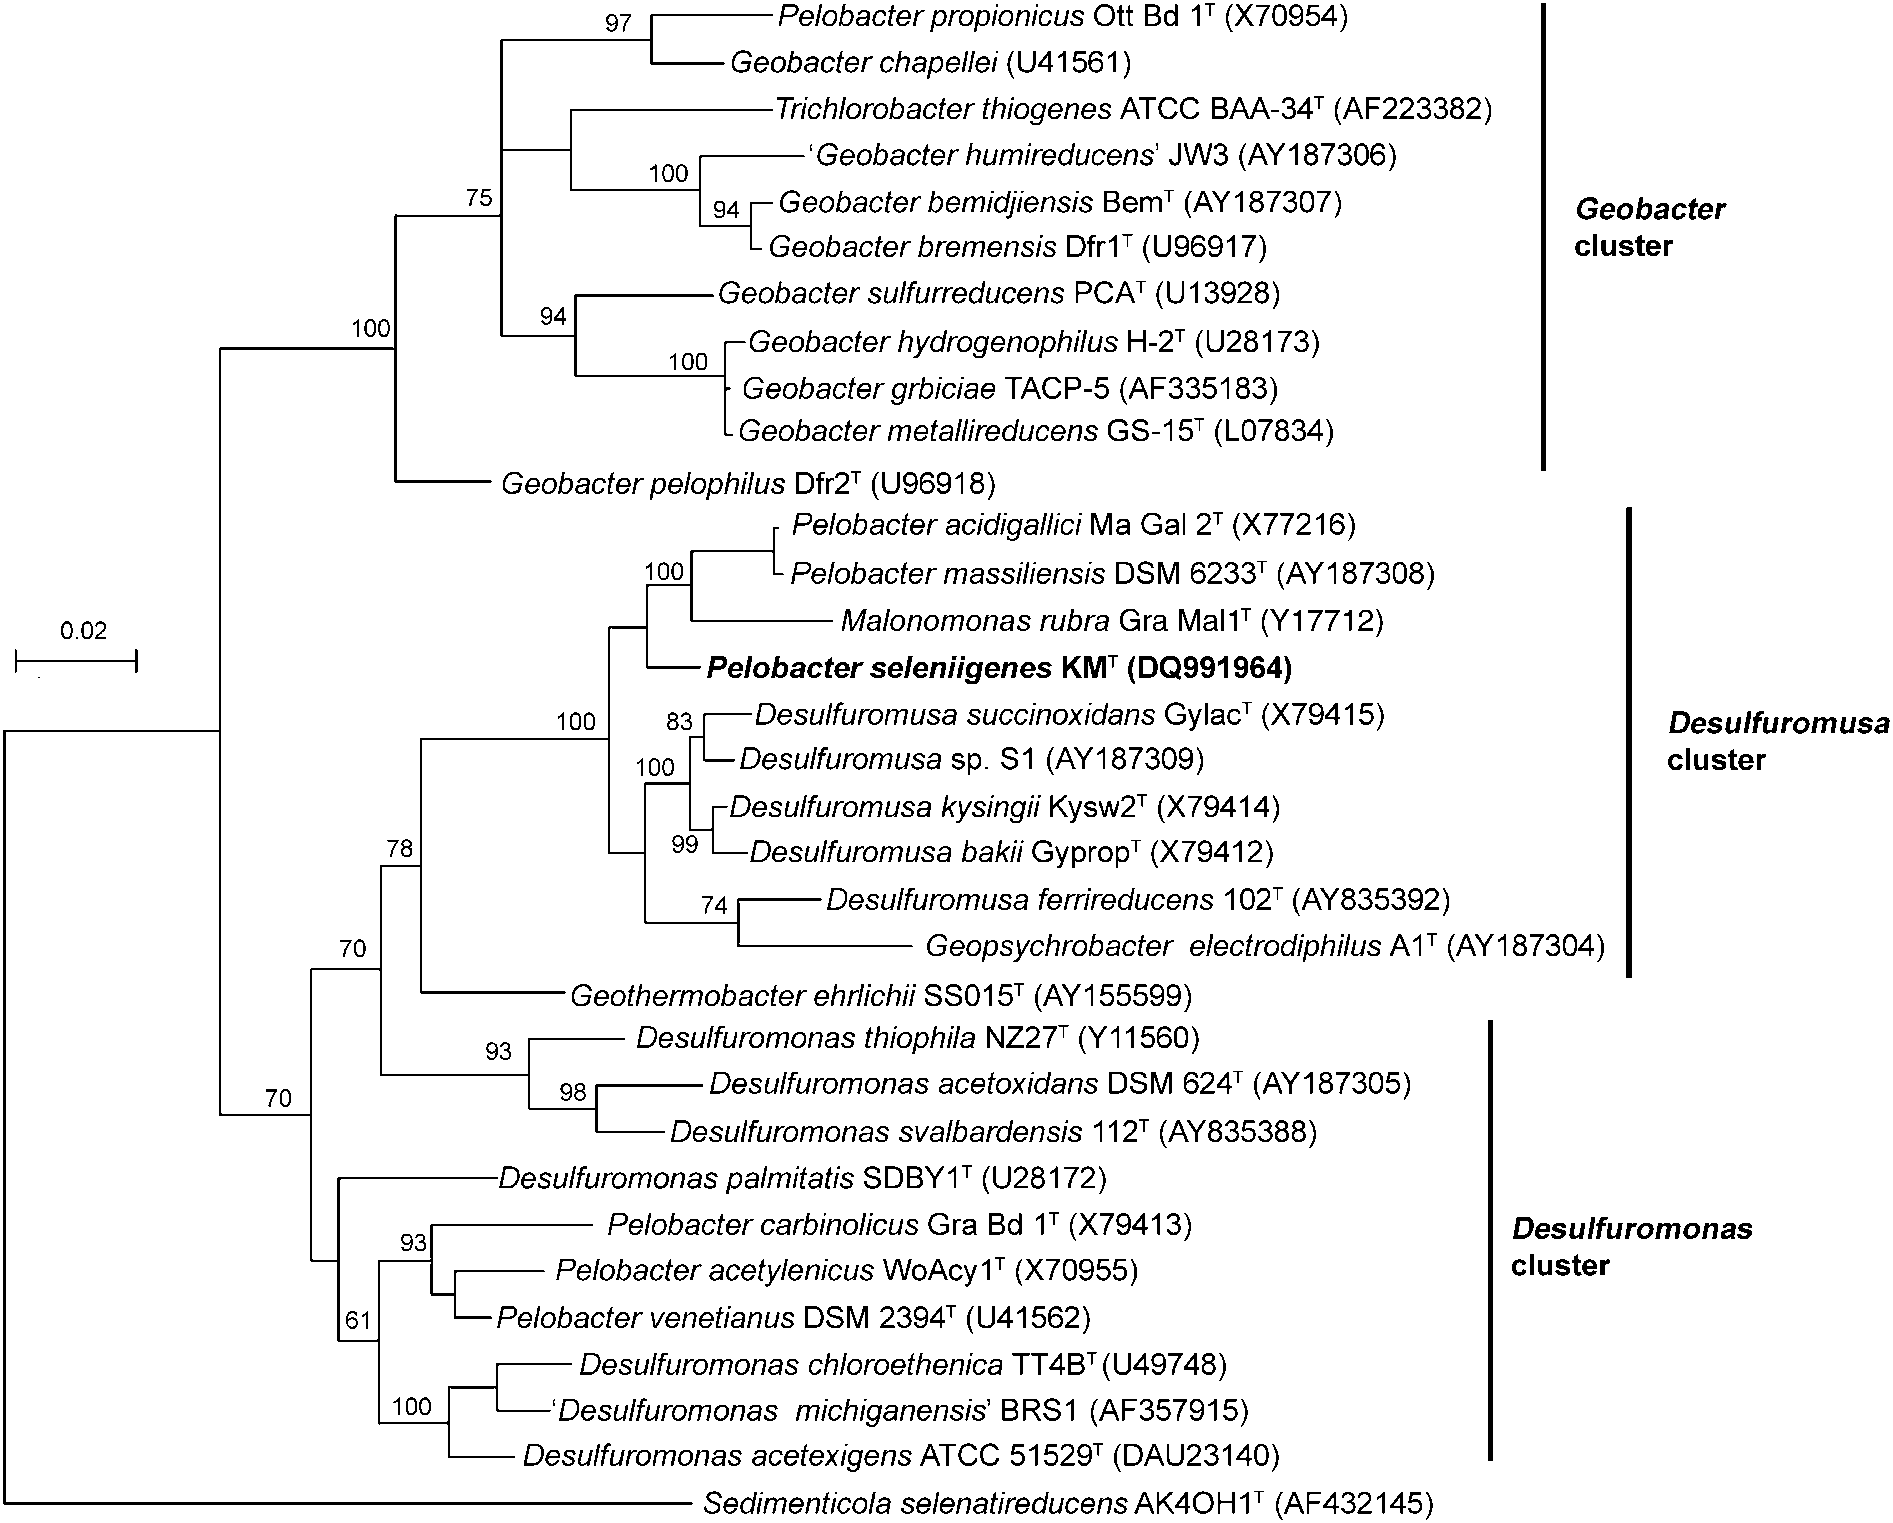 97
Pelobacter propionicus Ott Bd 1ᵀ (X70954)
Geobacter chapellei (U41561)
Trichlorobacter thiogenes ATCC BAA-34ᵀ (AF223382)
100
‘Geobacter humireducens’ JW3 (AY187306)
75
94
Geobacter bemidjiensis Bemᵀ (AY187307)
Geobacter bremensis Dfr1ᵀ (U96917)
Geobacter
cluster
94
Geobacter sulfurreducens PCAᵀ (U13928)
100
100
Geobacter hydrogenophilus H-2ᵀ (U28173)
Geobacter grbiciae TACP-5 (AF335183)
Geobacter metallireducens GS-15ᵀ (L07834)
Geobacter pelophilus Dfr2ᵀ (U96918)
Pelobacter acidigallici Ma Gal 2ᵀ (X77216)
100
Pelobacter massiliensis DSM 6233ᵀ (AY187308)
Malonomonas rubra Gra Mal1ᵀ (Y17712)
0.02
Pelobacter seleniigenes KMᵀ (DQ991964)
100
83
Desulfuromusa succinoxidans Gylacᵀ (X79415)
Desulfuromusa
cluster
100
Desulfuromusa sp. S1 (AY187309)
Desulfuromusa kysingii Kysw2ᵀ (X79414)
78
99
Desulfuromusa bakii Gypropᵀ (X79412)
74
Desulfuromusa ferrireducens 102ᵀ (AY835392)
70
Geopsychrobacter electrodiphilus A1ᵀ (AY187304)
Geothermobacter ehrlichii SS015ᵀ (AY155599)
93
Desulfuromonas thiophila NZ27ᵀ (Y11560)
70
98
Desulfuromonas acetoxidans DSM 624ᵀ (AY187305)
Desulfuromonas svalbardensis 112ᵀ (AY835388)
Desulfuromonas palmitatis SDBY1ᵀ (U28172)
93
Pelobacter carbinolicus Gra Bd 1ᵀ (X79413)
Desulfuromonas
cluster
Pelobacter acetylenicus WoAcy1ᵀ (X70955)
61
Pelobacter venetianus DSM 2394ᵀ (U41562)
Desulfuromonas chloroethenica TT4Bᵀ (U49748)
100
‘Desulfuromonas michiganensis’ BRS1 (AF357915)
Desulfuromonas acetexigens ATCC 51529ᵀ (DAU23140)
Sedimenticola selenatireducens AK4OH1ᵀ (AF432145)